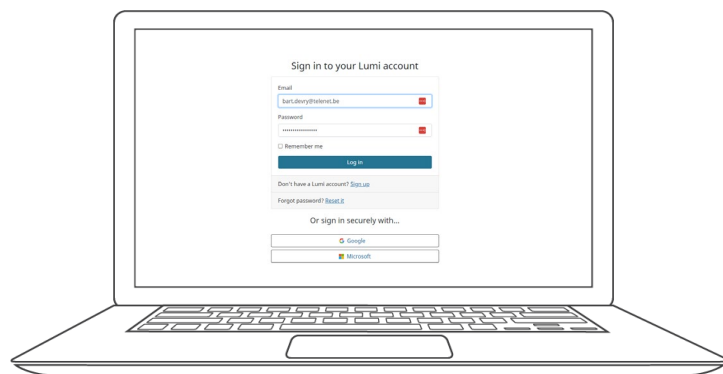 Sign in to your Lumi account
Email
bart.devry@telenet.be
Password
•••••••••••••••••
Remember me
Log in
Don't have a Lumi account? Sign up
Forgot password? Reset it
Or sign in securely with...
Google
Microsoft